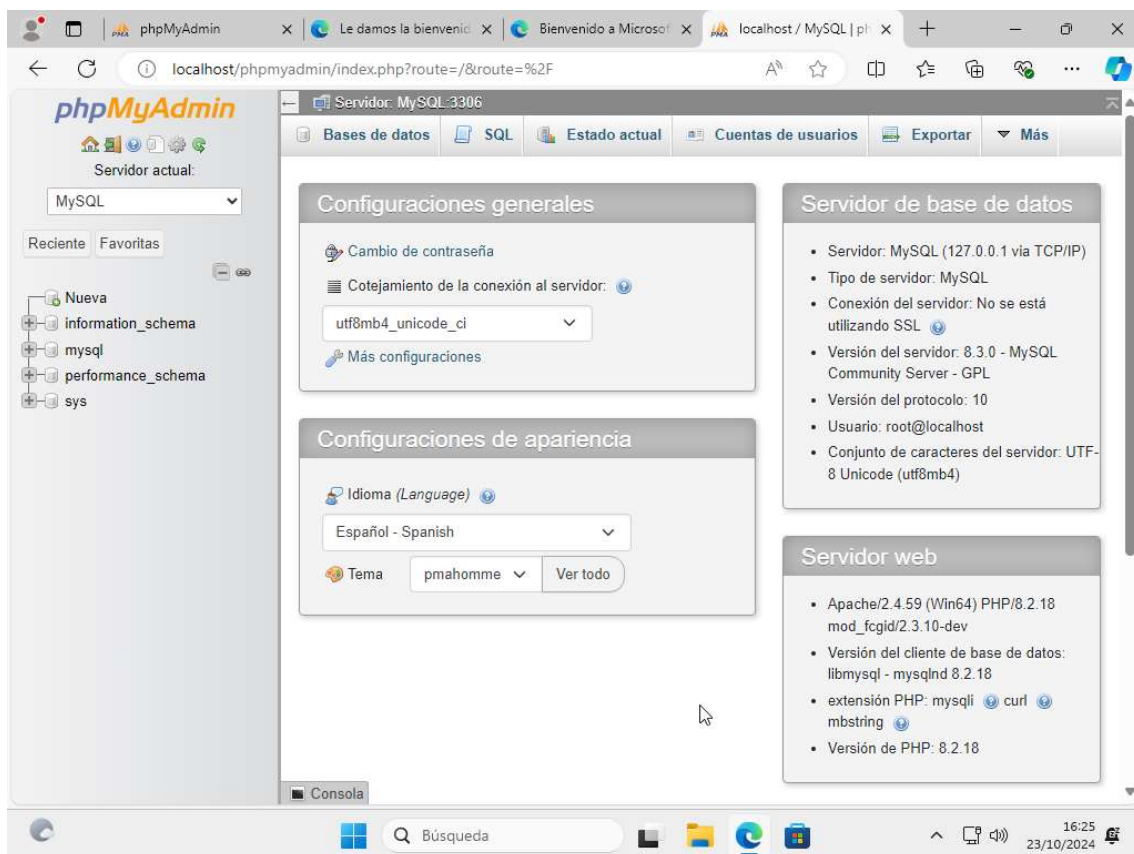 phpMyAdmin
Le damos la bienvenid
Bienvenido a Microsof
localhost / MySQL | ph
localhost/phpmyadmin/index.php?route=/&route=%2F
phpMyAdmin
Servidor actual:
MySQL
Reciente Favoritas
Nueva
information_schema
mysql
performance_schema
sys
Servidor: MySQL:3306
Bases de datos SQL Estado actual Cuentas de usuarios Exportar Más
Configuraciones generales
Cambio de contraseña
Cotejamiento de la conexión al servidor:
utf8mb4_unicode_ci
Más configuraciones
Configuraciones de apariencia
Idioma (Language)
Español - Spanish
Tema pmahomme Ver todo
Servidor de base de datos
• Servidor: MySQL (127.0.0.1 via TCP/IP)
• Tipo de servidor: MySQL
• Conexión del servidor: No se está
utilizando SSL
• Versión del servidor: 8.3.0 - MySQL
Community Server - GPL
• Versión del protocolo: 10
• Usuario: root@localhost
• Conjunto de caracteres del servidor: UTF-
8 Unicode (utf8mb4)
Servidor web
• Apache/2.4.59 (Win64) PHP/8.2.18
mod_fcgid/2.3.10-dev
• Versión del cliente de base de datos:
libmysql - mysqlnd 8.2.18
• extensión PHP: mysqli curl
mbstring
• Versión de PHP: 8.2.18
Consola
Búsqueda
16:25
23/10/2024